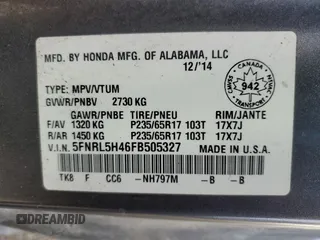 MFD. BY HONDA MFG. OF ALABAMA, LLC
12/'14
TYPE: MPV/VTUM
GVWR/PNBV 2730 KG
GAWR/PNBE TIRE/PNEU RIM/JANTE
F/AV 1320 KG P235/65R17 103T 17X7J
R/AR 1450 KG P235/65R17 103T 17X7J
V.I.N. 5FNRL5H46FB505327 MADE IN U.S.A.
TK8 F CC6 -NH797M -B -B
CANADA
942
TRANSPORT
DREAMBID